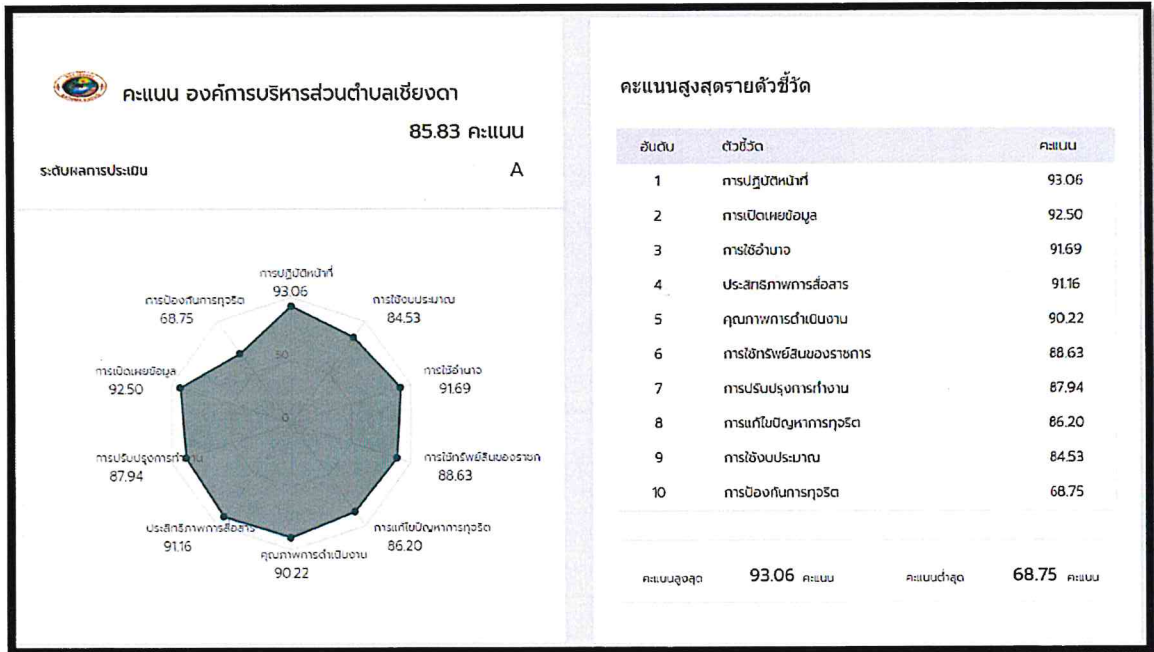 คะแนน องค์การบริหารส่วนตำบลเชียงดา
85.83 คะแนน
ระดับผลการประเมิน A
การปฏิบัติหน้าที่
93.06
การใช้งบประมาณ
84.53
การใช้อำนาจ
91.69
การใช้ทรัพย์สินของราชก
88.63
การแก้ไขปัญหาการทุจริต
86.20
คุณภาพการดำเนินงาน
90.22
ประสิทธิภาพการสื่อสาร
91.16
การปรับปรุงการทำงาน
87.94
การเปิดเผยข้อมูล
92.50
การป้องกันการทุจริต
68.75
50
0
คะแนนสูงสุดรายตัวชี้วัด
อันดับ ตัวชี้วัด คะแนน
1 การปฏิบัติหน้าที่ 93.06
2 การเปิดเผยข้อมูล 92.50
3 การใช้อำนาจ 91.69
4 ประสิทธิภาพการสื่อสาร 91.16
5 คุณภาพการดำเนินงาน 90.22
6 การใช้ทรัพย์สินของราชการ 88.63
7 การปรับปรุงการทำงาน 87.94
8 การแก้ไขปัญหาการทุจริต 86.20
9 การใช้งบประมาณ 84.53
10 การป้องกันการทุจริต 68.75
คะแนนสูงสุด 93.06 คะแนน คะแนนต่ำสุด 68.75 คะแนน